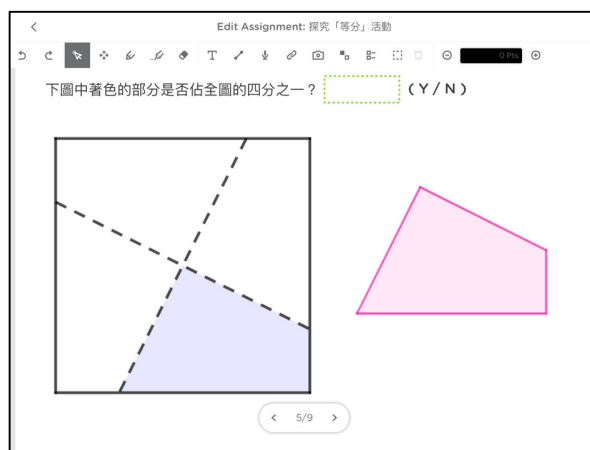 Edit Assignment: 探究「等分」活動
T
0 Pts
下圖中著色的部分是否佔全圖的四分之一？ (Y/N)
5/9